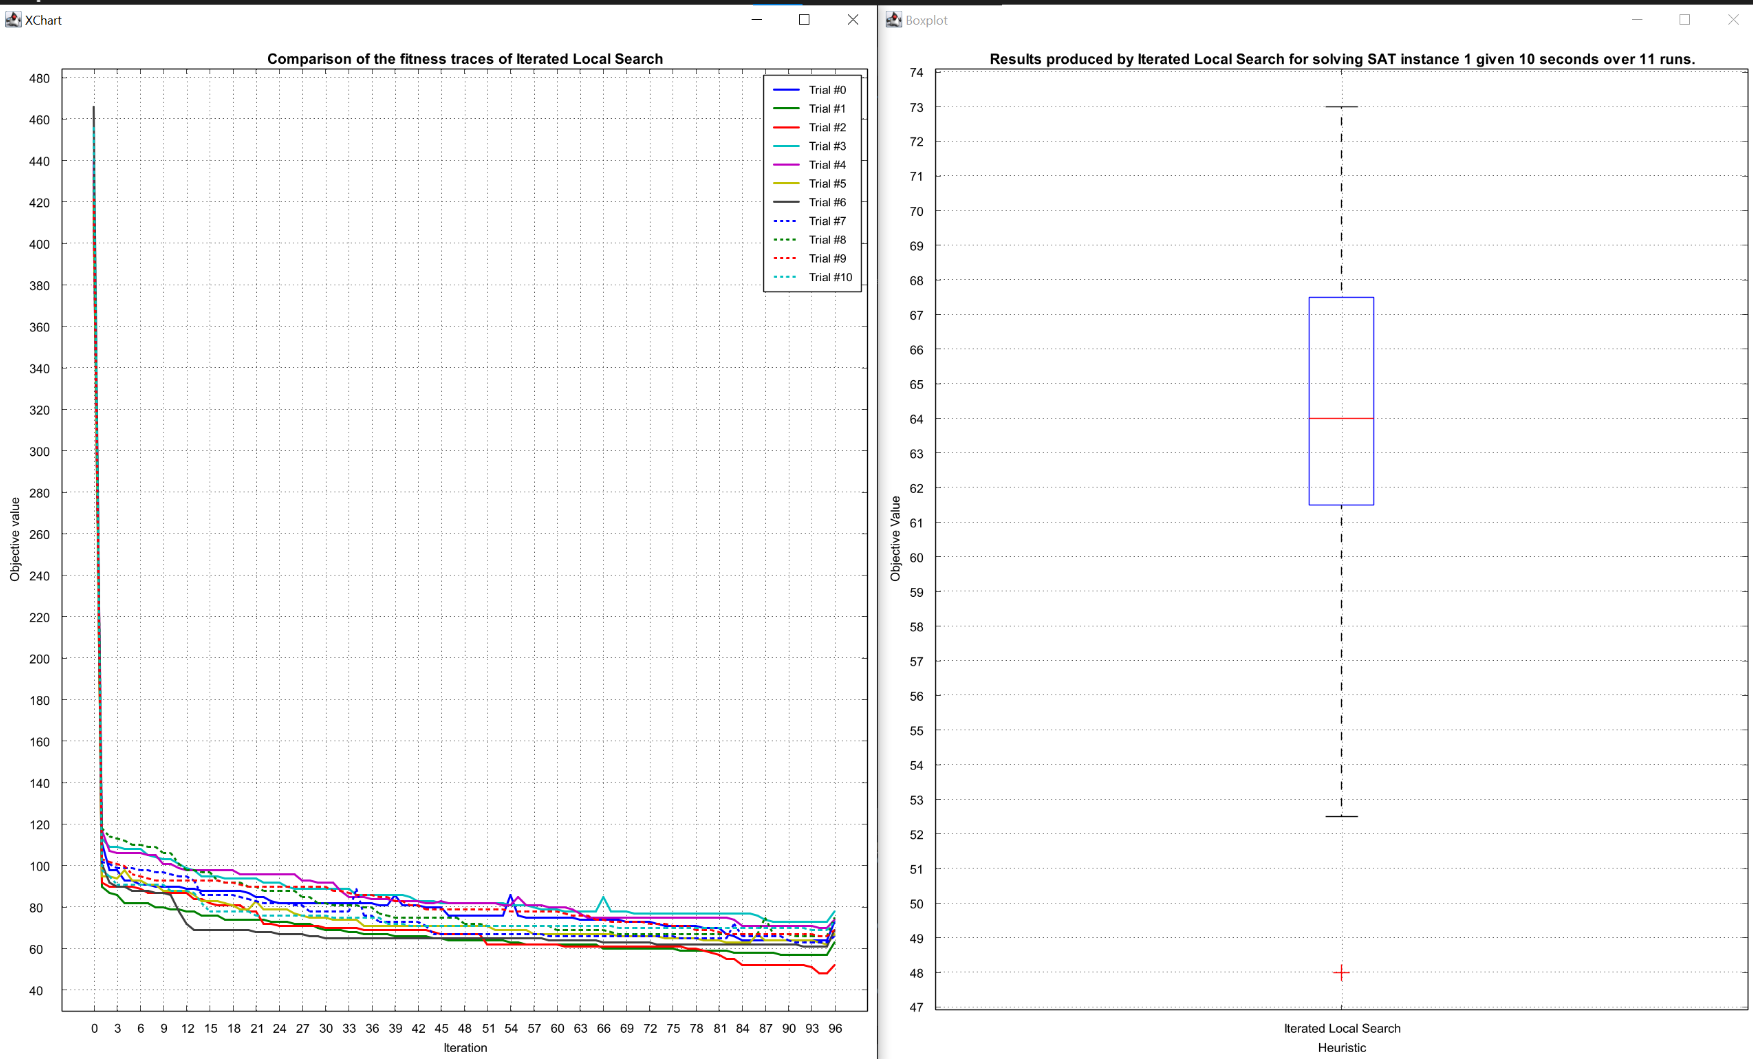 XChart
Comparison of the fitness traces of Iterated Local Search
480
460
440
420
400
380
360
340
320
300
280
260
240
220
200
180
160
140
120
100
80
60
40
Objective value
Trial #0
Trial #1
Trial #2
Trial #3
Trial #4
Trial #5
Trial #6
Trial #7
Trial #8
Trial #9
Trial #10
0 3 6 9 12 15 18 21 24 27 30 33 36 39 42 45 48 51 54 57 60 63 66 69 72 75 78 81 84 87 90 93 96
Iteration
Boxplot
Results produced by Iterated Local Search for solving SAT instance 1 given 10 seconds over 11 runs.
74
73
72
71
70
69
68
67
66
65
64
63
62
61
60
59
58
57
56
55
54
53
52
51
50
49
48
47
Objective Value
Iterated Local Search
Heuristic